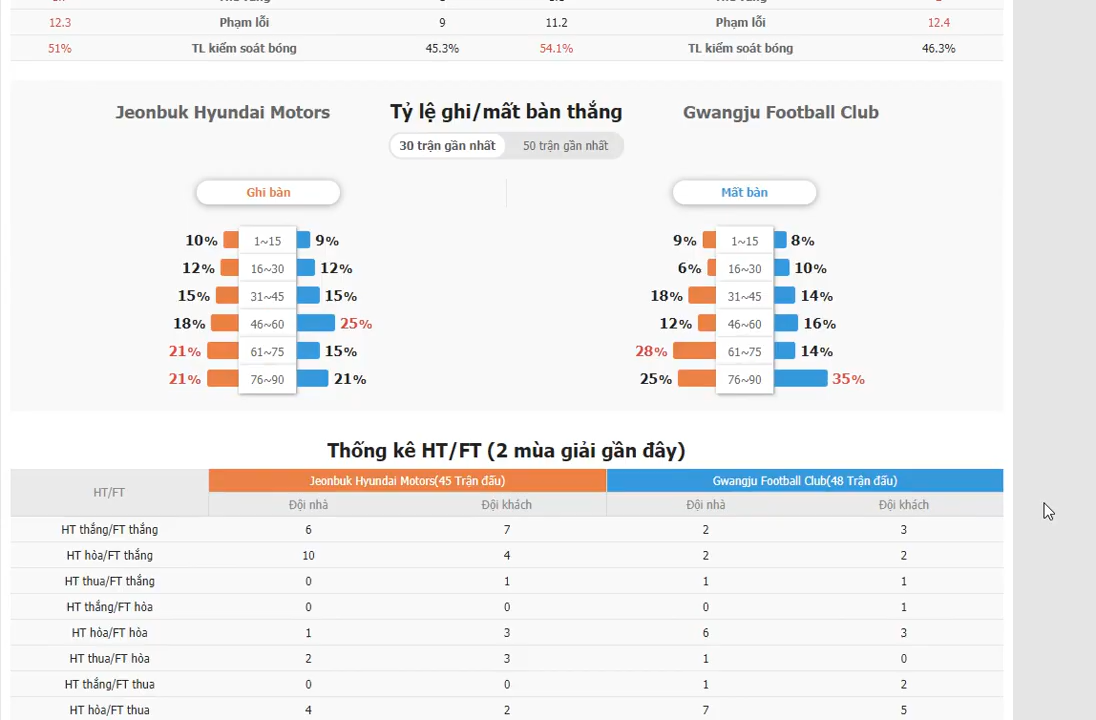 12.3 Phạm lỗi 9 11.2 Phạm lỗi 12.4
51% TL kiểm soát bóng 45.3% 54.1% TL kiểm soát bóng 46.3%
Jeonbuk Hyundai Motors Tỷ lệ ghi/mất bàn thắng Gwangju Football Club
30 trận gần nhất 50 trận gần nhất
Ghi bàn Mất bàn
10% 1~15 9% 9% 1~15 8%
12% 16~30 12% 6% 16~30 10%
15% 31~45 15% 18% 31~45 14%
18% 46~60 25% 12% 46~60 16%
21% 61~75 15% 28% 61~75 14%
21% 76~90 21% 25% 76~90 35%
Thống kê HT/FT (2 mùa giải gần đây)
HT/FT Jeonbuk Hyundai Motors(45 Trận đấu) Gwangju Football Club(48 Trận đấu)
Đội nhà Đội khách Đội nhà Đội khách
HT thắng/FT thắng 6 7 2 3
HT hòa/FT thắng 10 4 2 2
HT thua/FT thắng 0 1 1 1
HT thắng/FT hòa 0 0 0 1
HT hòa/FT hòa 1 3 6 3
HT thua/FT hòa 2 3 1 0
HT thắng/FT thua 0 0 1 2
HT hòa/FT thua 4 2 7 5